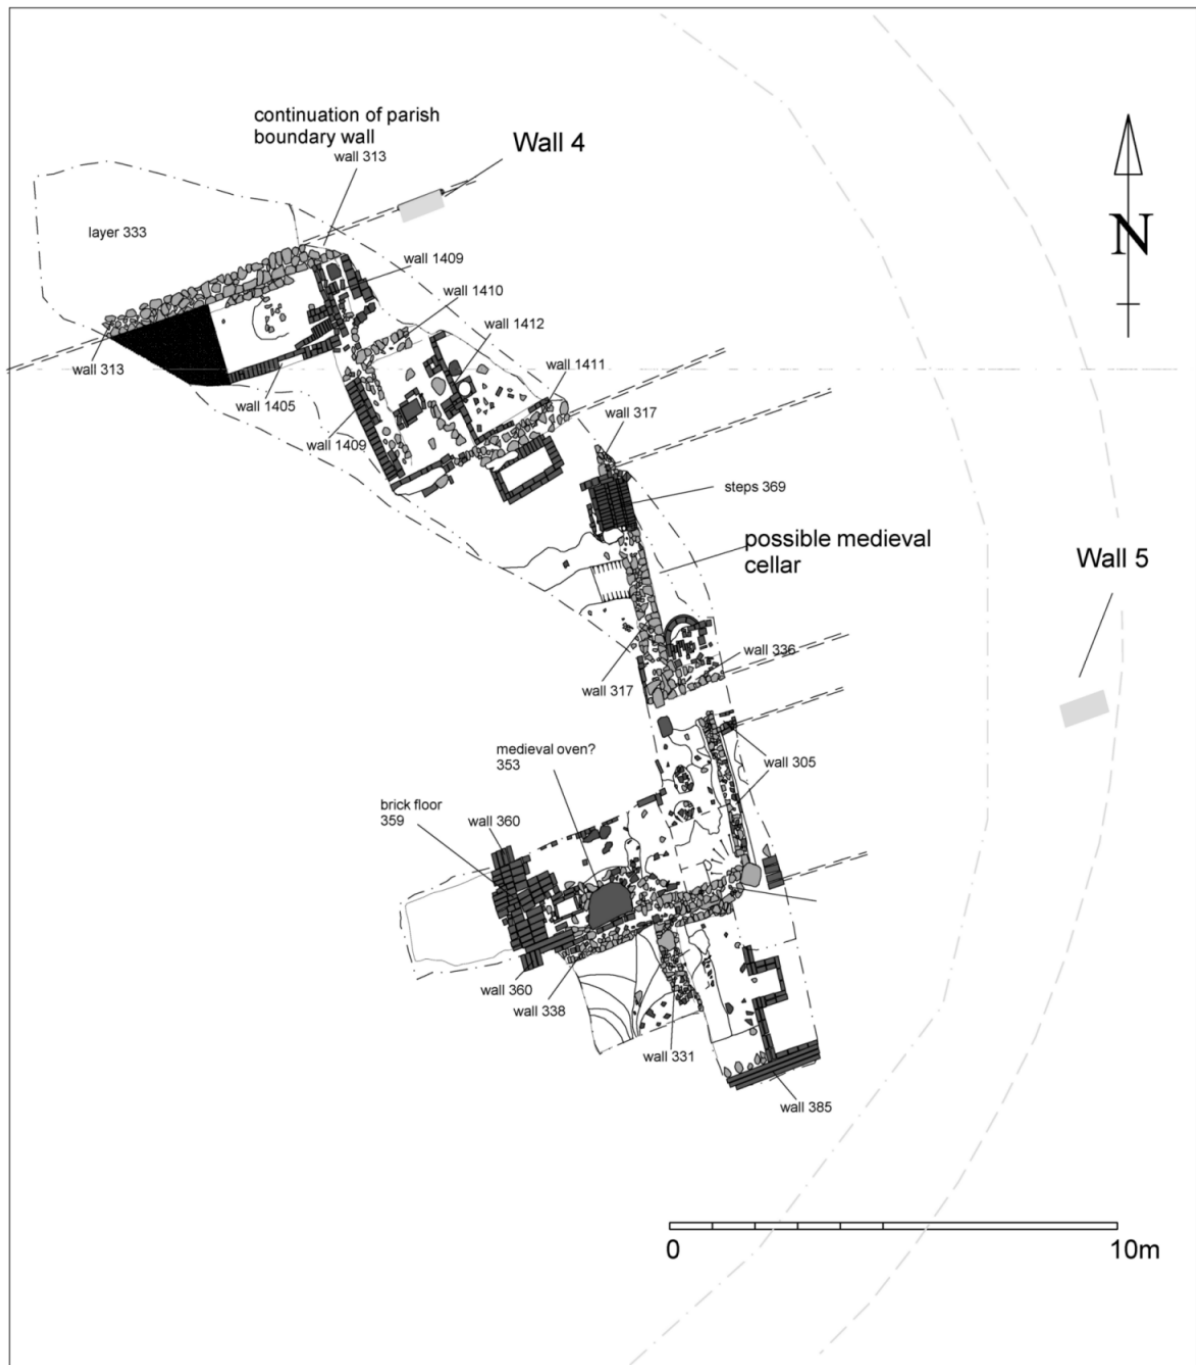 continuation of parish
boundary wall
wall 313
Wall 4
layer 333
wall 1409
wall 1410
wall 1412
wall 313
wall 1411
wall 1405
wall 317
wall 1409
N
steps 369
possible medieval
cellar
Wall 5
wall 336
wall 317
medieval oven?
353
wall 305
brick floor
359
wall 360
wall 360
wall 338
wall 331
wall 385
0
10m